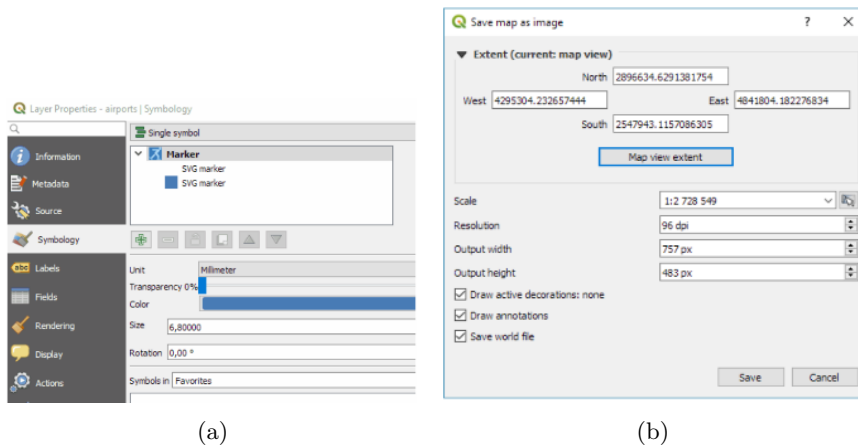 Layer Properties - airports | Symbology
Information
Metadata
Source
Symbology
Labels
Fields
Rendering
Display
Actions
Single symbol
Marker
SVG marker
SVG marker
Unit Milimeter
Transparency 0%
Color
Size 6,80000
Rotation 0,00 °
Symbols in Favorites
(a)
Save map as image ? ×
Extent (current: map view)
North 2896634.6291381754
West 4295304.232657444 East 4841804.182276834
South 2547943.1157086305
Map view extent
Scale 1:2 728 549
Resolution 96 dpi
Output width 757 px
Output height 483 px
Draw active decorations: none
Draw annotations
Save world file
Save Cancel
(b)